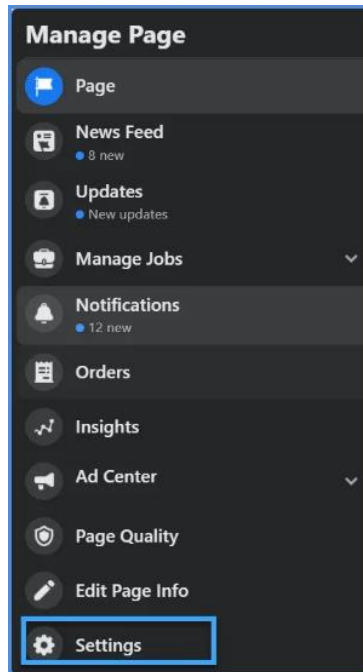 Manage Page
Page
News Feed
8 new
Updates
New updates
Manage Jobs
Notifications
12 new
Orders
Insights
Ad Center
Page Quality
Edit Page Info
Settings